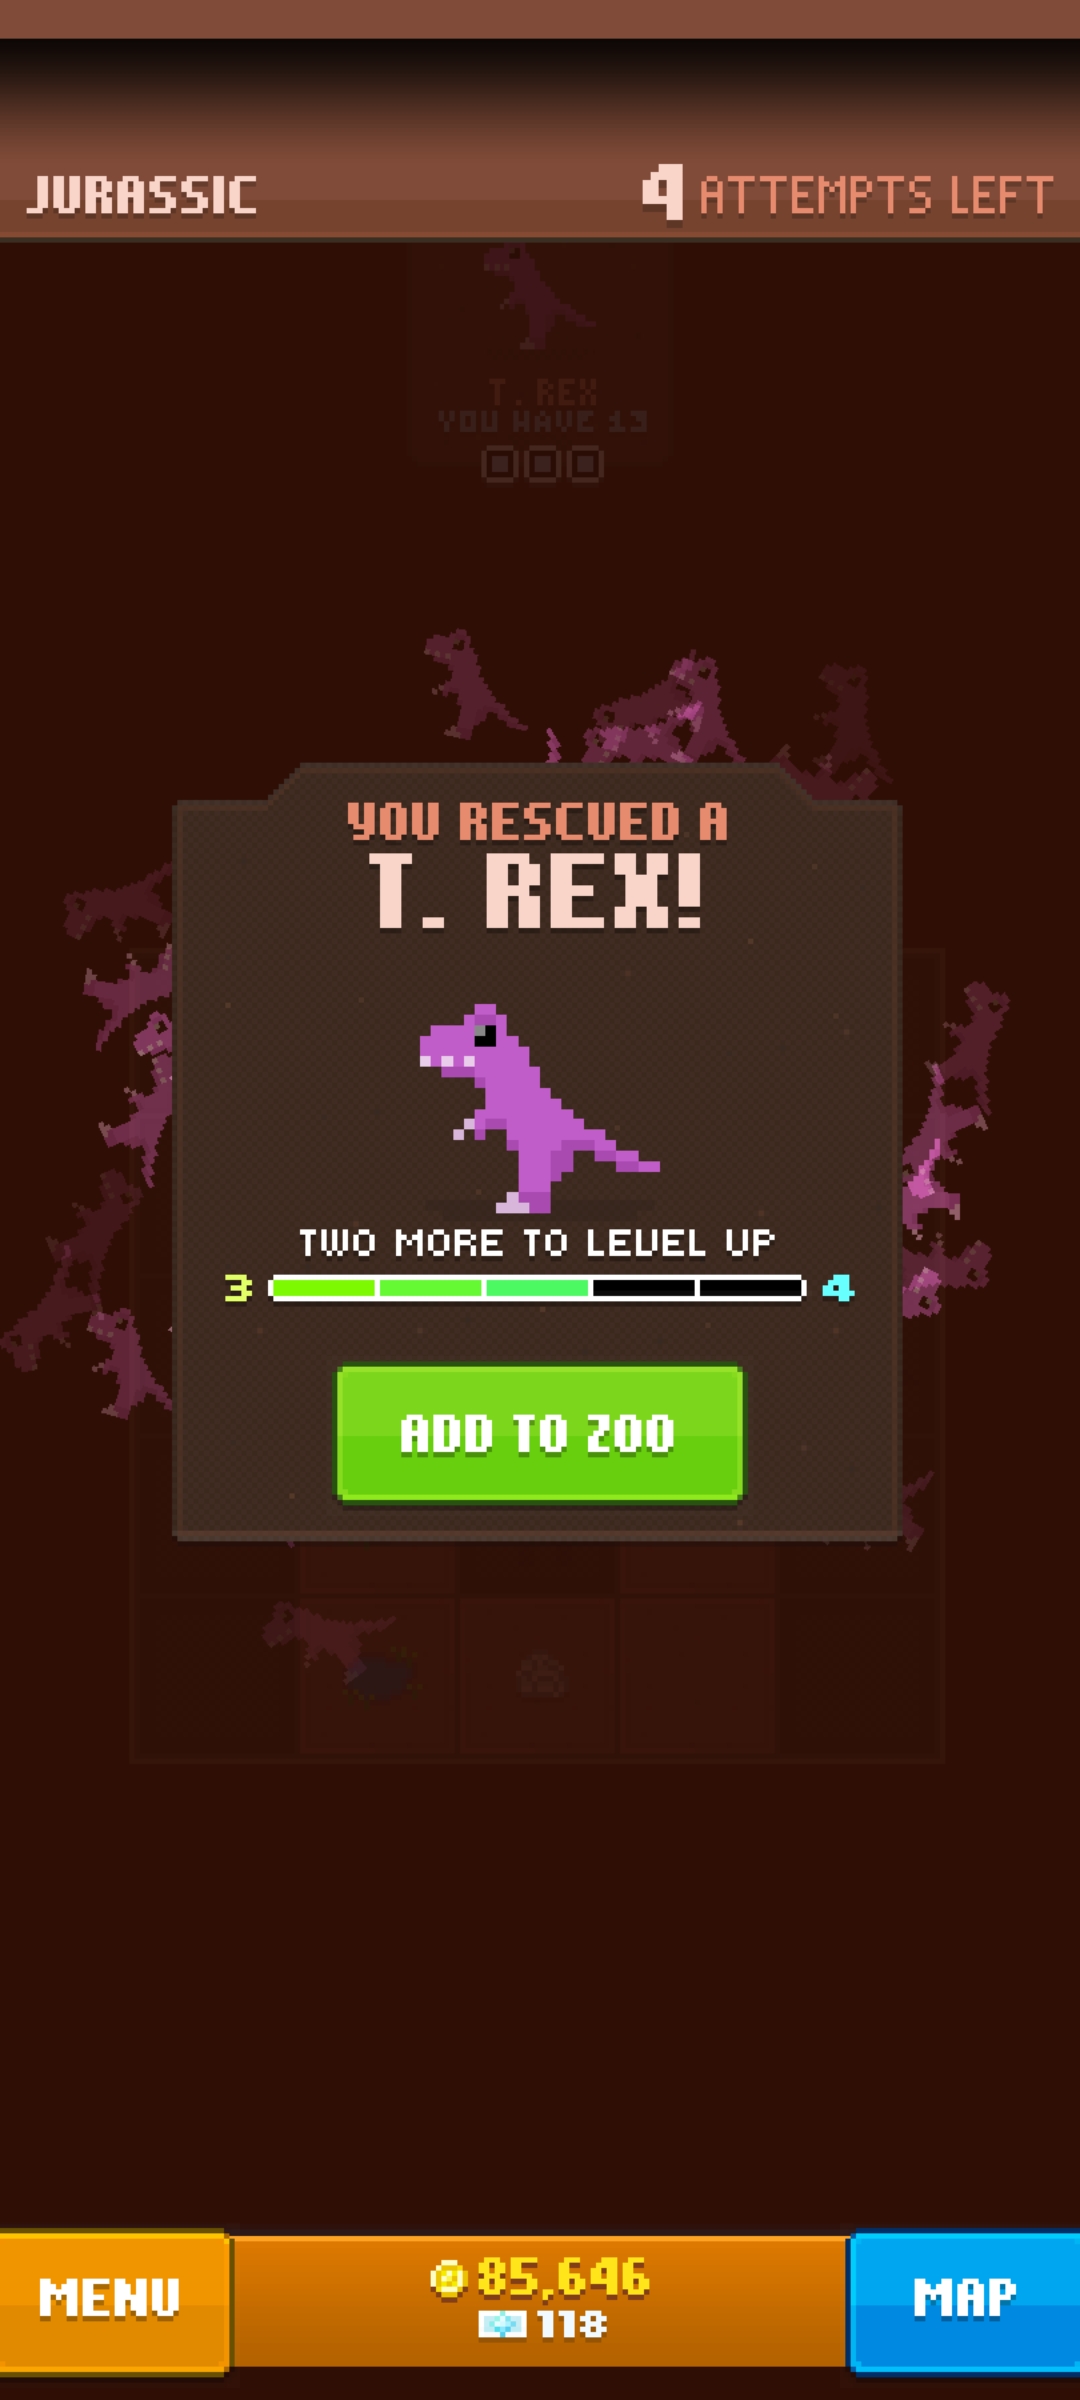 JURASSIC
4 ATTEMPTS LEFT
T. REX
YOU HAVE 13
YOU RESCUED A
T. REX!
TWO MORE TO LEVEL UP
3 4
ADD TO ZOO
MENU
85,646
118
MAP